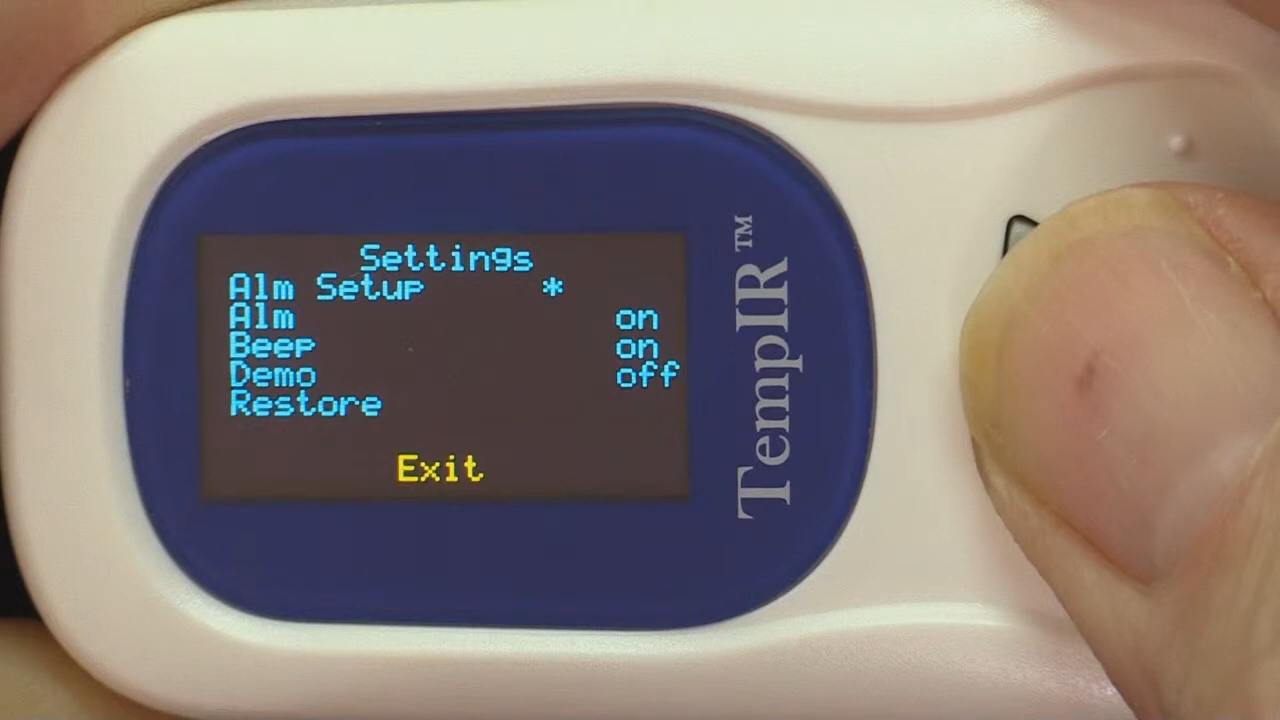 Settings
Alm Setup *
Alm on
Beep on
Demo off
Restore
Exit
TempIR™